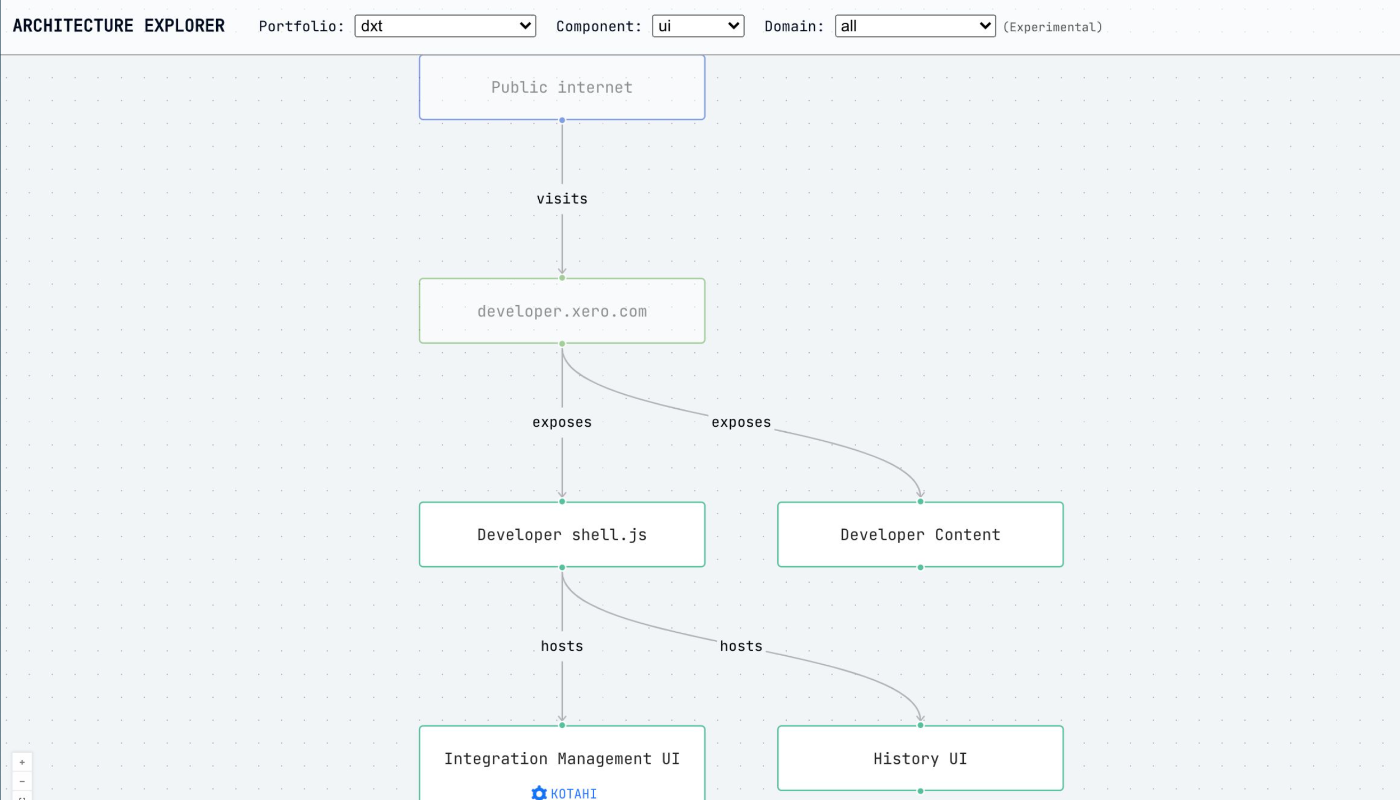 ARCHITECTURE EXPLORER Portfolio: dxt Component: ui Domain: all (Experimental)
Public internet
visits
developer.xero.com
exposes exposes
Developer shell.js Developer Content
hosts hosts
Integration Management UI History UI
KOTAHI
+
−